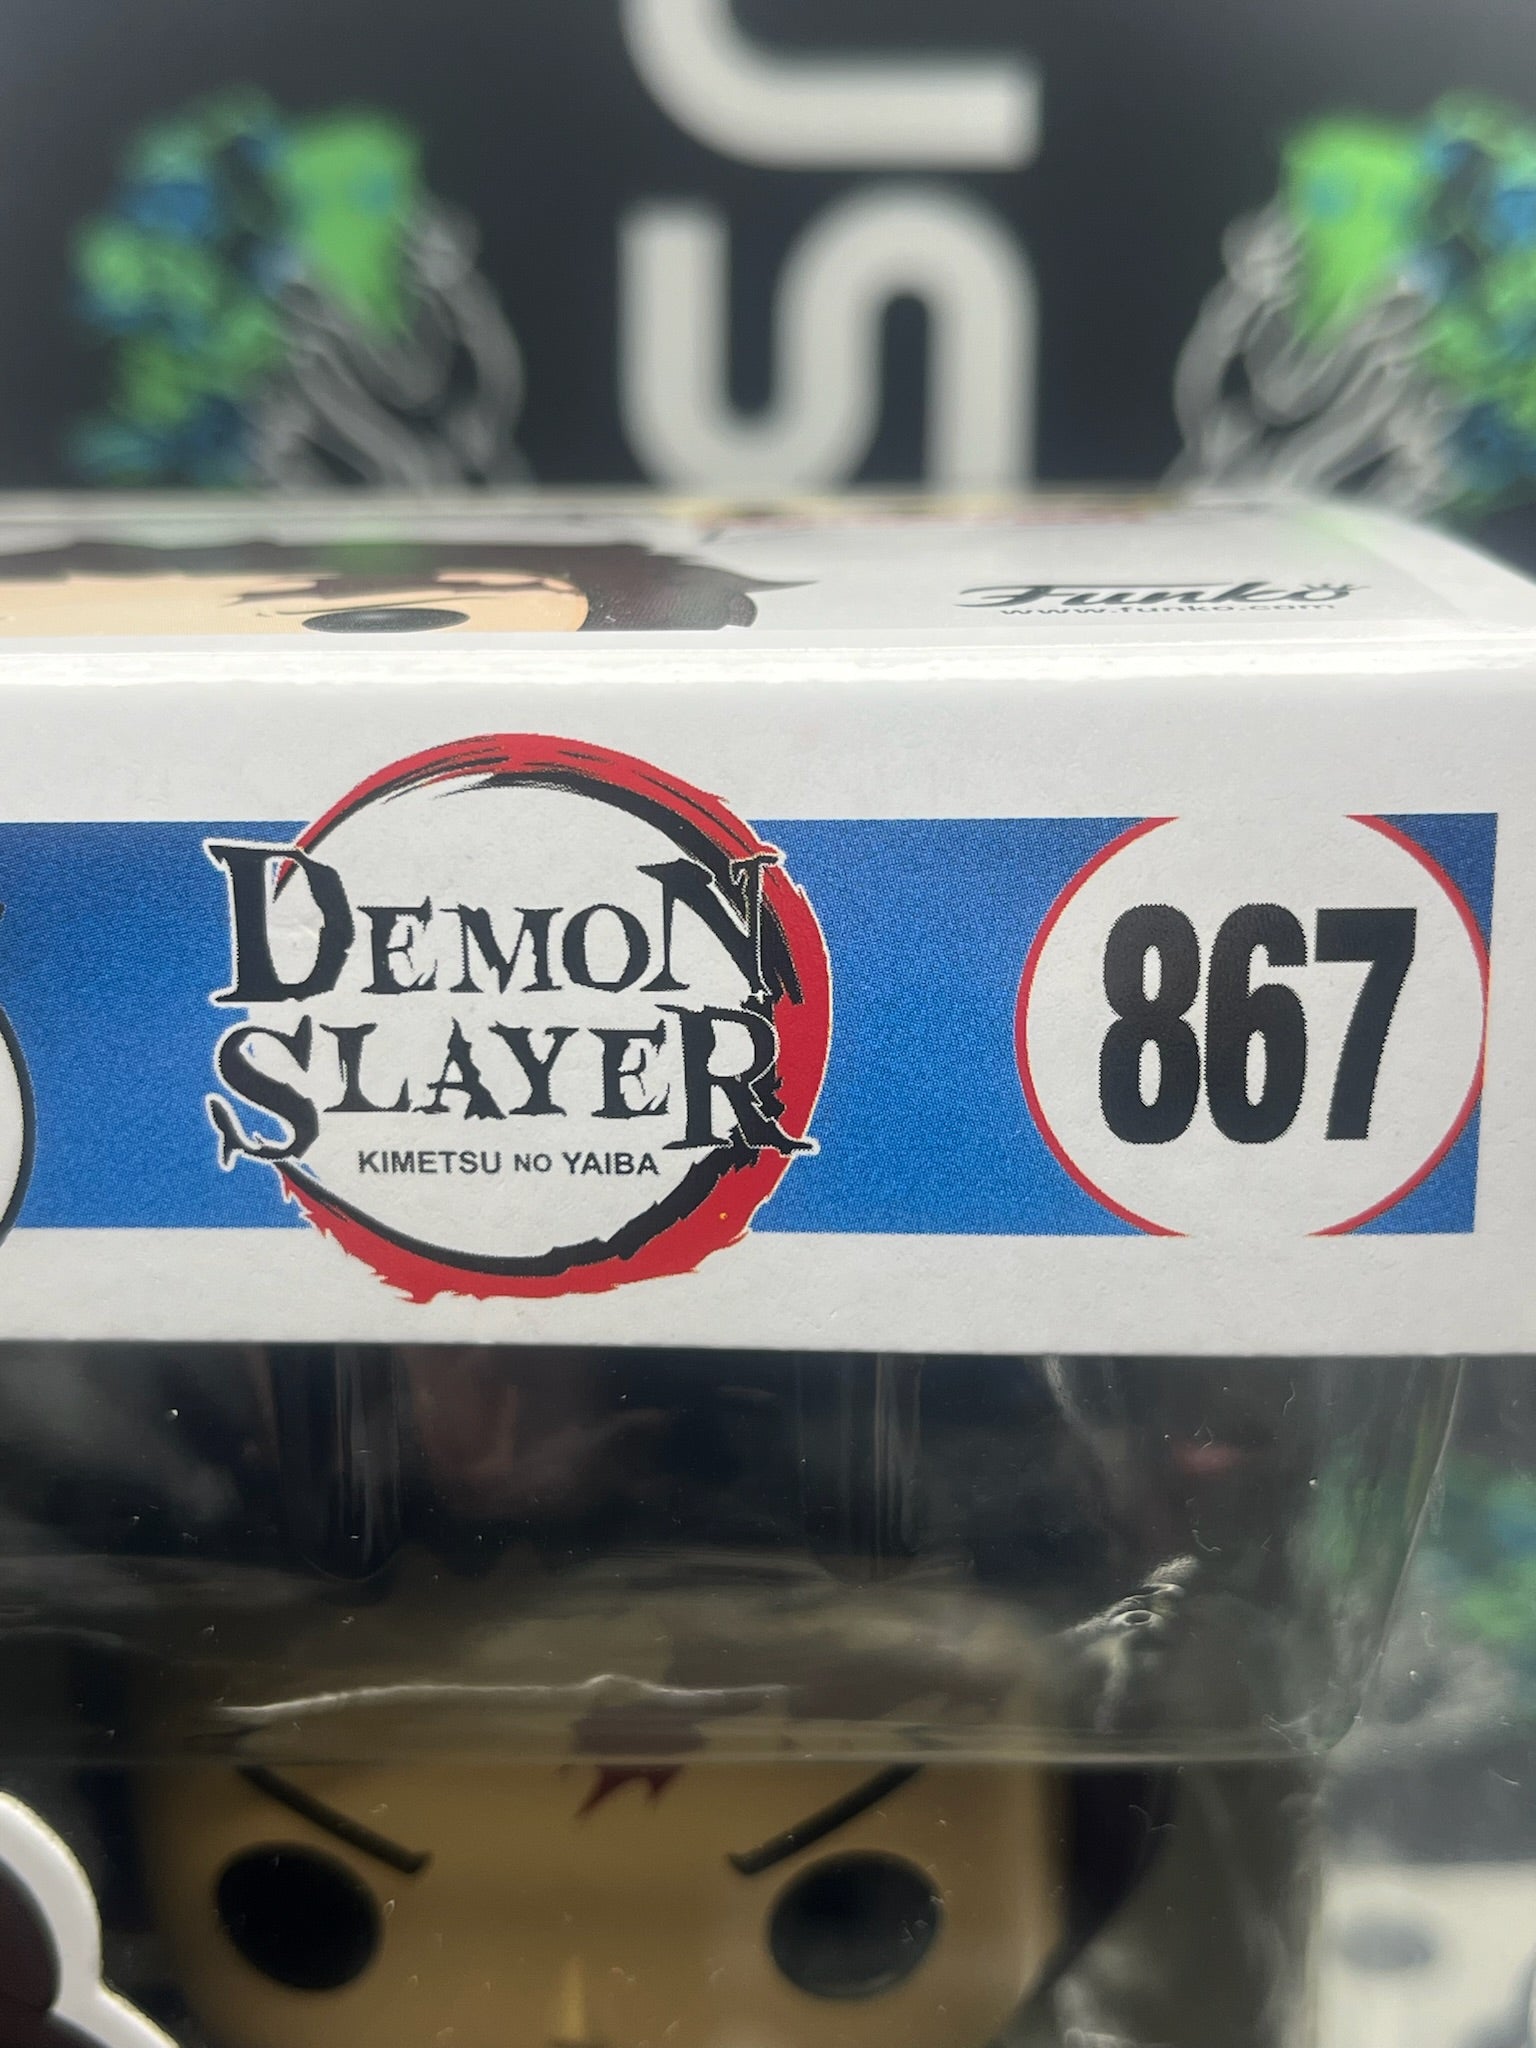 Funko
www.funko.com
DEMON
SLAYER
KIMETSU NO YAIBA
867